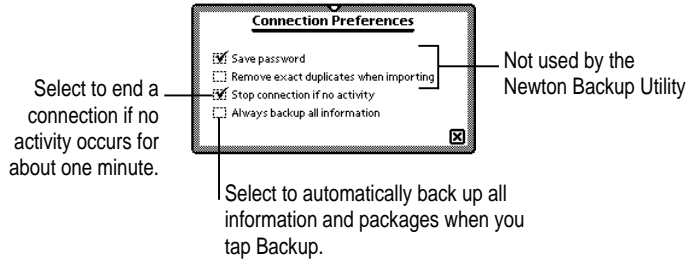 Connection Preferences
Save password
Remove exact duplicates when importing
Stop connection if no activity
Always backup all information
Not used by the
Newton Backup Utility
Select to end a
connection if no
activity occurs for
about one minute.
Select to automatically back up all
information and packages when you
tap Backup.